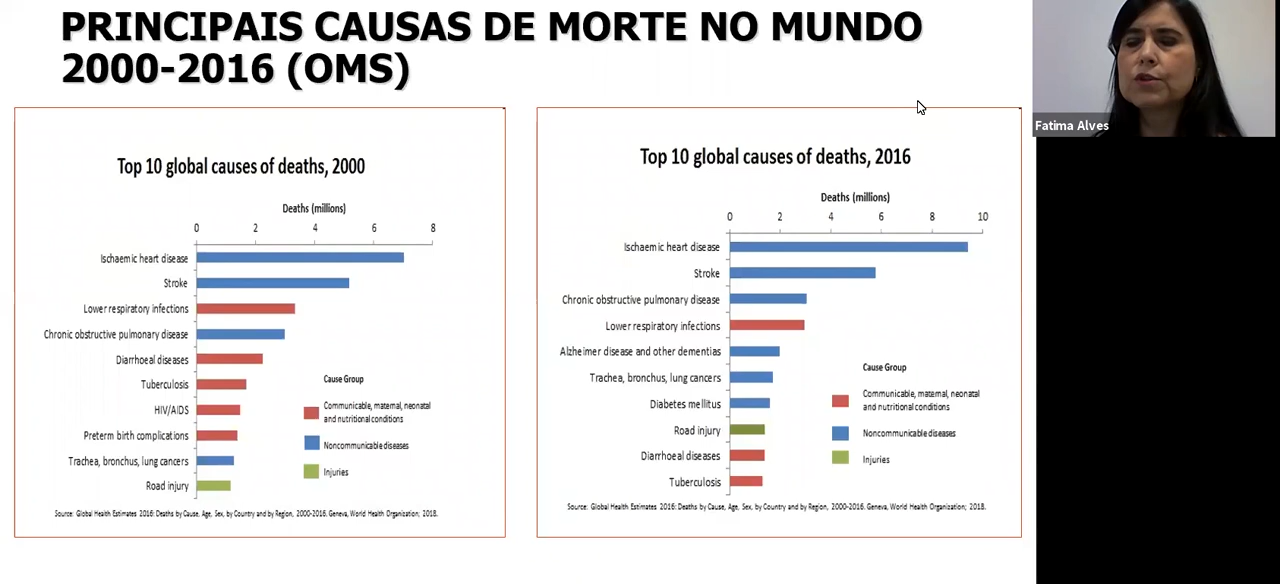 PRINCIPAIS CAUSAS DE MORTE NO MUNDO
2000-2016 (OMS)
Fatima Alves
Top 10 global causes of deaths, 2000
Deaths (millions)
0 2 4 6 8
Ischaemic heart disease
Stroke
Lower respiratory infections
Chronic obstructive pulmonary disease
Diarrhoeal diseases
Tuberculosis
HIV/AIDS
Preterm birth complications
Trachea, bronchus, lung cancers
Road injury
Cause Group
Communicable, maternal, neonatal
and nutritional conditions
Noncommunicable diseases
Injuries
Source: Global Health Estimates 2016: Deaths by Cause, Age, Sex, by Country and by Region, 2000-2016. Geneva, World Health Organization; 2018.
Top 10 global causes of deaths, 2016
Deaths (millions)
0 2 4 6 8 10
Ischaemic heart disease
Stroke
Chronic obstructive pulmonary disease
Lower respiratory infections
Alzheimer disease and other dementias
Trachea, bronchus, lung cancers
Diabetes mellitus
Road injury
Diarrhoeal diseases
Tuberculosis
Cause Group
Communicable, maternal, neonatal
and nutritional conditions
Noncommunicable diseases
Injuries
Source: Global Health Estimates 2016: Deaths by Cause, Age, Sex, by Country and by Region, 2000-2016. Geneva, World Health Organization; 2018.